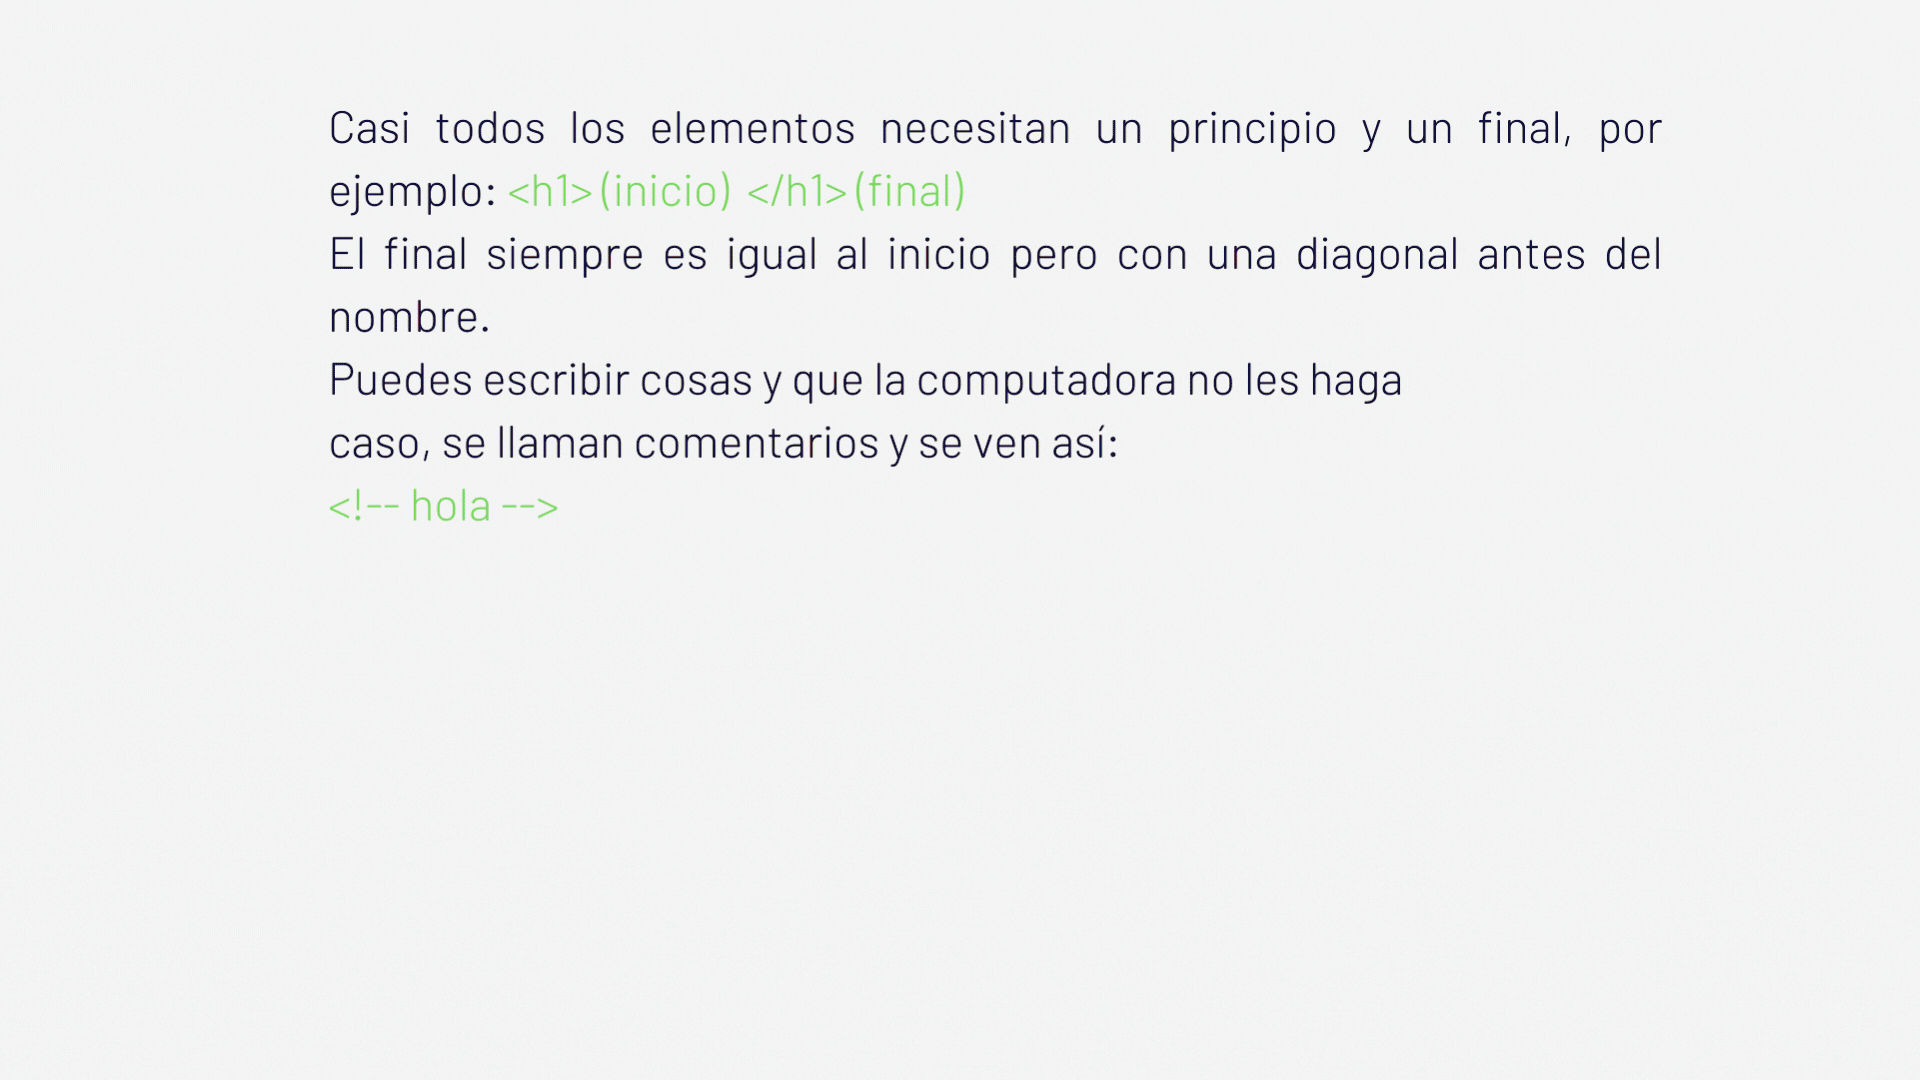 Casi todos los elementos necesitan un principio y un final, por
ejemplo: <h1> (inicio) </h1> (final)
El final siempre es igual al inicio pero con una diagonal antes del
nombre.
Puedes escribir cosas y que la computadora no les haga
caso, se llaman comentarios y se ven así:
<!-- hola -->